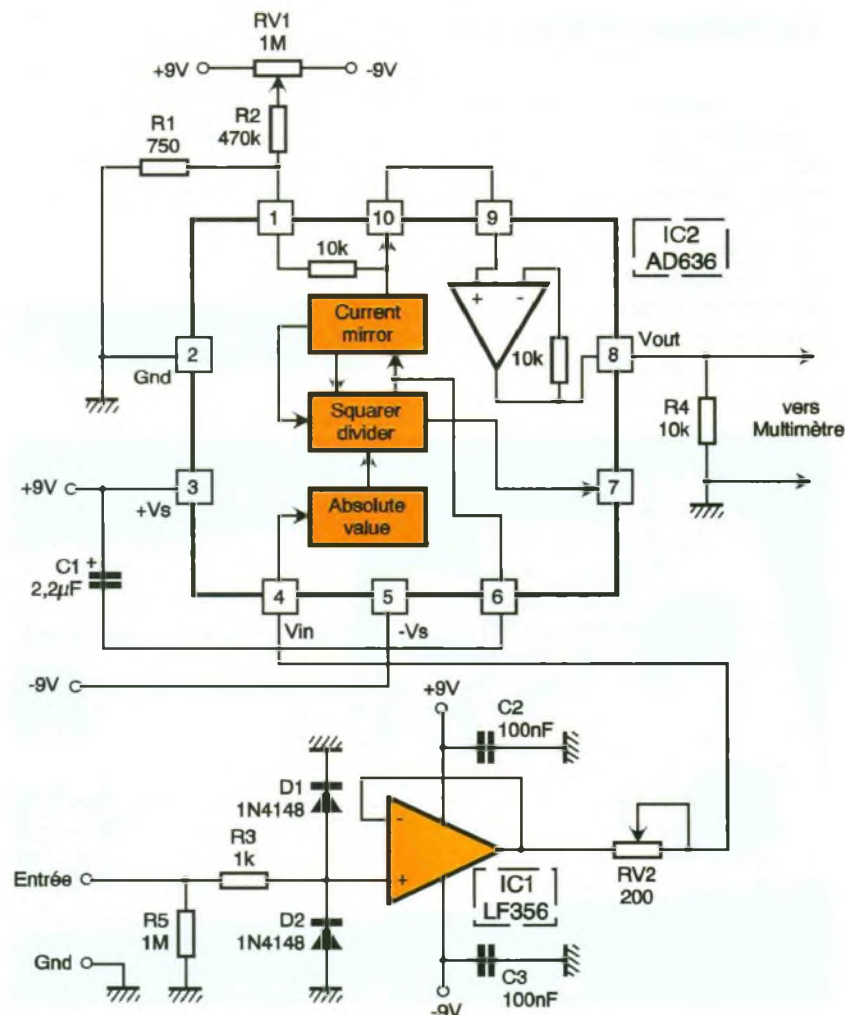 RV1
1M
+9V
-9V
R2
470k
R1
750
1
10
9
IC2
AD636
10k
Current
mirror
+
-
10k
2
Gnd
8
Vout
Squarer
divider
R4
10k
vers
Multimètre
+9V
3
+Vs
7
Absolute
value
C1
+
2,2µF
4
5
6
Vin
-Vs
-9V
+9V
C2
100nF
D1
1N4148
-
R3
1k
Entrée
+
IC1
LF356
RV2
200
R5
1M
D2
1N4148
Gnd
C3
100nF
-9V